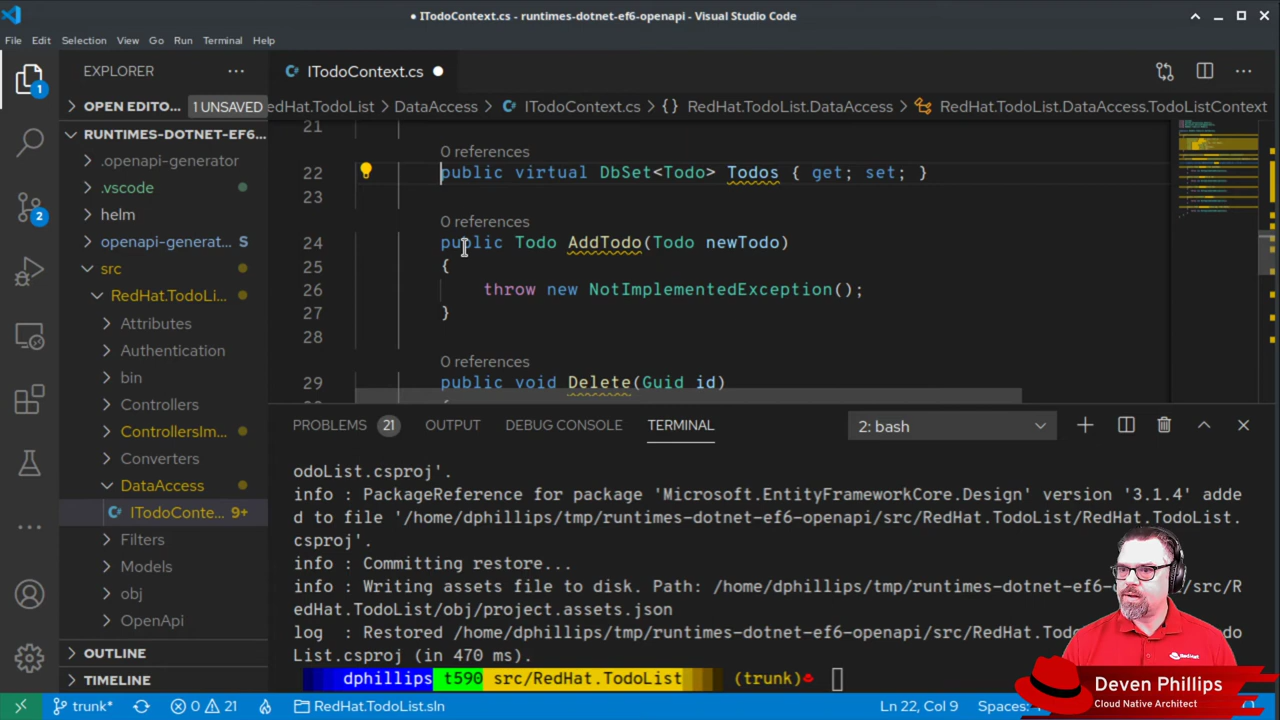 ● ITodoContext.cs - runtimes-dotnet-ef6-openapi - Visual Studio Code
File Edit Selection View Go Run Terminal Help
EXPLORER ···
ITodoContext.cs ●
OPEN EDITO... 1 UNSAVED
edHat.TodoList > DataAccess > ITodoContext.cs > {} RedHat.TodoList.DataAccess > RedHat.TodoList.DataAccess.TodoListContext
RUNTIMES-DOTNET-EF6...
.openapi-generator
.vscode
helm
openapi-generat... S
src
RedHat.TodoLi...
Attributes
Authentication
bin
Controllers
ControllersIm...
Converters
DataAccess
ITodoConte... 9+
Filters
Models
obj
OpenApi
OUTLINE
TIMELINE
1
2
21
0 references
22 public virtual DbSet<Todo> Todos { get; set; }
23
0 references
24 public Todo AddTodo(Todo newTodo)
25 {
26 throw new NotImplementedException();
27 }
28
0 references
29 public void Delete(Guid id)
PROBLEMS 21 OUTPUT DEBUG CONSOLE TERMINAL 2: bash
odoList.csproj'.
info : PackageReference for package 'Microsoft.EntityFrameworkCore.Design' version '3.1.4' adde
d to file '/home/dphillips/tmp/runtimes-dotnet-ef6-openapi/src/RedHat.TodoList/RedHat.TodoList.
csproj'.
info : Committing restore...
info : Writing assets file to disk. Path: /home/dphillips/tmp/runtimes-dotnet-ef6-openapi/src/R
edHat.TodoList/obj/project.assets.json
log : Restored /home/dphillips/tmp/runtimes-dotnet-ef6-openapi/src/RedHat.To
List.csproj (in 470 ms).
dphillips t590 src/RedHat.TodoList (trunk)
Deven Phillips
Cloud Native Architect
trunk* 0 21 RedHat.TodoList.sln Ln 22, Col 9 Spaces: